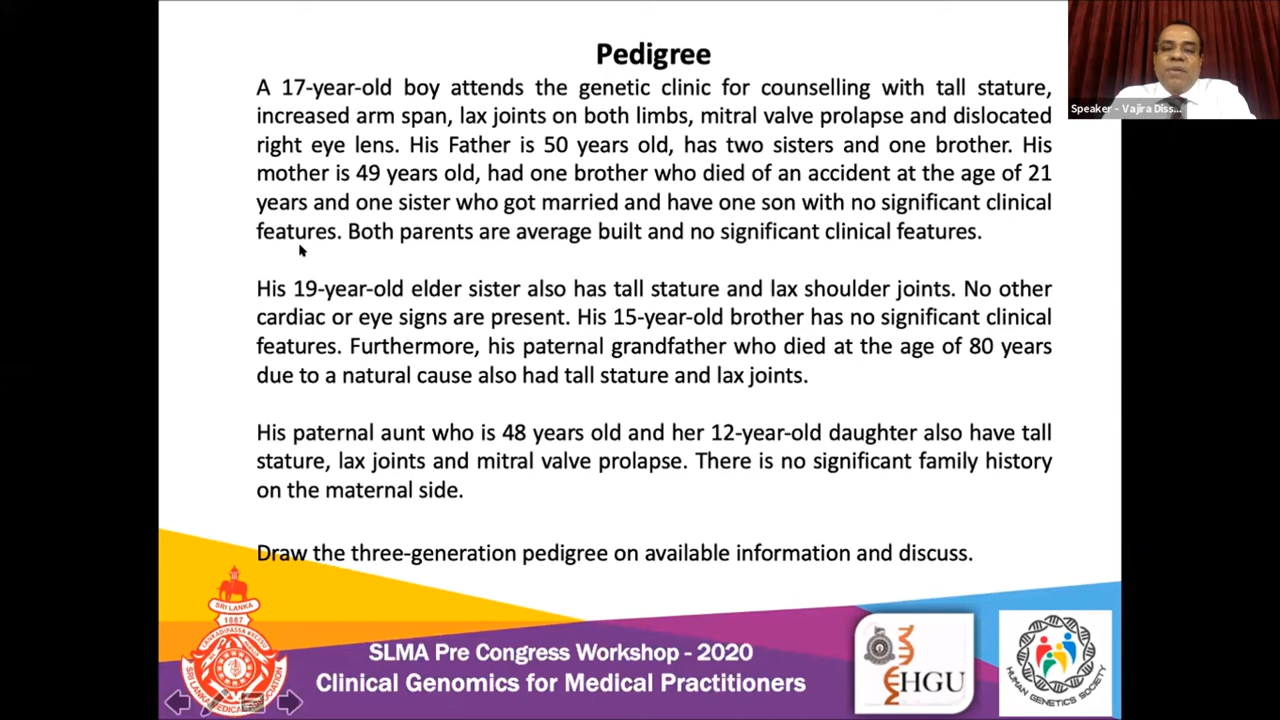 Pedigree
A 17-year-old boy attends the genetic clinic for counselling with tall stature,
increased arm span, lax joints on both limbs, mitral valve prolapse and dislocated
right eye lens. His Father is 50 years old, has two sisters and one brother. His
mother is 49 years old, had one brother who died of an accident at the age of 21
years and one sister who got married and have one son with no significant clinical
features. Both parents are average built and no significant clinical features.
His 19-year-old elder sister also has tall stature and lax shoulder joints. No other
cardiac or eye signs are present. His 15-year-old brother has no significant clinical
features. Furthermore, his paternal grandfather who died at the age of 80 years
due to a natural cause also had tall stature and lax joints.
His paternal aunt who is 48 years old and her 12-year-old daughter also have tall
stature, lax joints and mitral valve prolapse. There is no significant family history
on the maternal side.
Draw the three-generation pedigree on available information and discuss.
Speaker - Vajira Diss...
SLMA Pre Congress Workshop - 2020
Clinical Genomics for Medical Practitioners
SRI LANKA
1887
HGU
HUMAN GENETICS SOCIETY